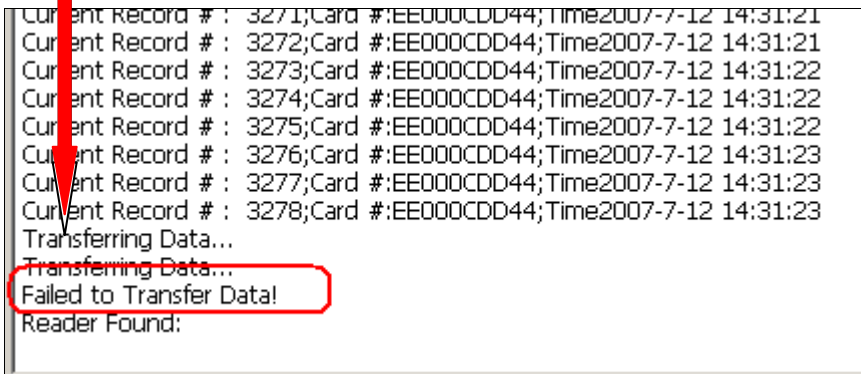 Current Record # :  3271;Card #:EE000CDD44;Time2007-7-12 14:31:21
Current Record # :  3272;Card #:EE000CDD44;Time2007-7-12 14:31:21
Current Record # :  3273;Card #:EE000CDD44;Time2007-7-12 14:31:22
Current Record # :  3274;Card #:EE000CDD44;Time2007-7-12 14:31:22
Current Record # :  3275;Card #:EE000CDD44;Time2007-7-12 14:31:22
Current Record # :  3276;Card #:EE000CDD44;Time2007-7-12 14:31:23
Current Record # :  3277;Card #:EE000CDD44;Time2007-7-12 14:31:23
Current Record # :  3278;Card #:EE000CDD44;Time2007-7-12 14:31:23
Transferring Data...
Transferring Data...
Failed to Transfer Data!
Reader Found: